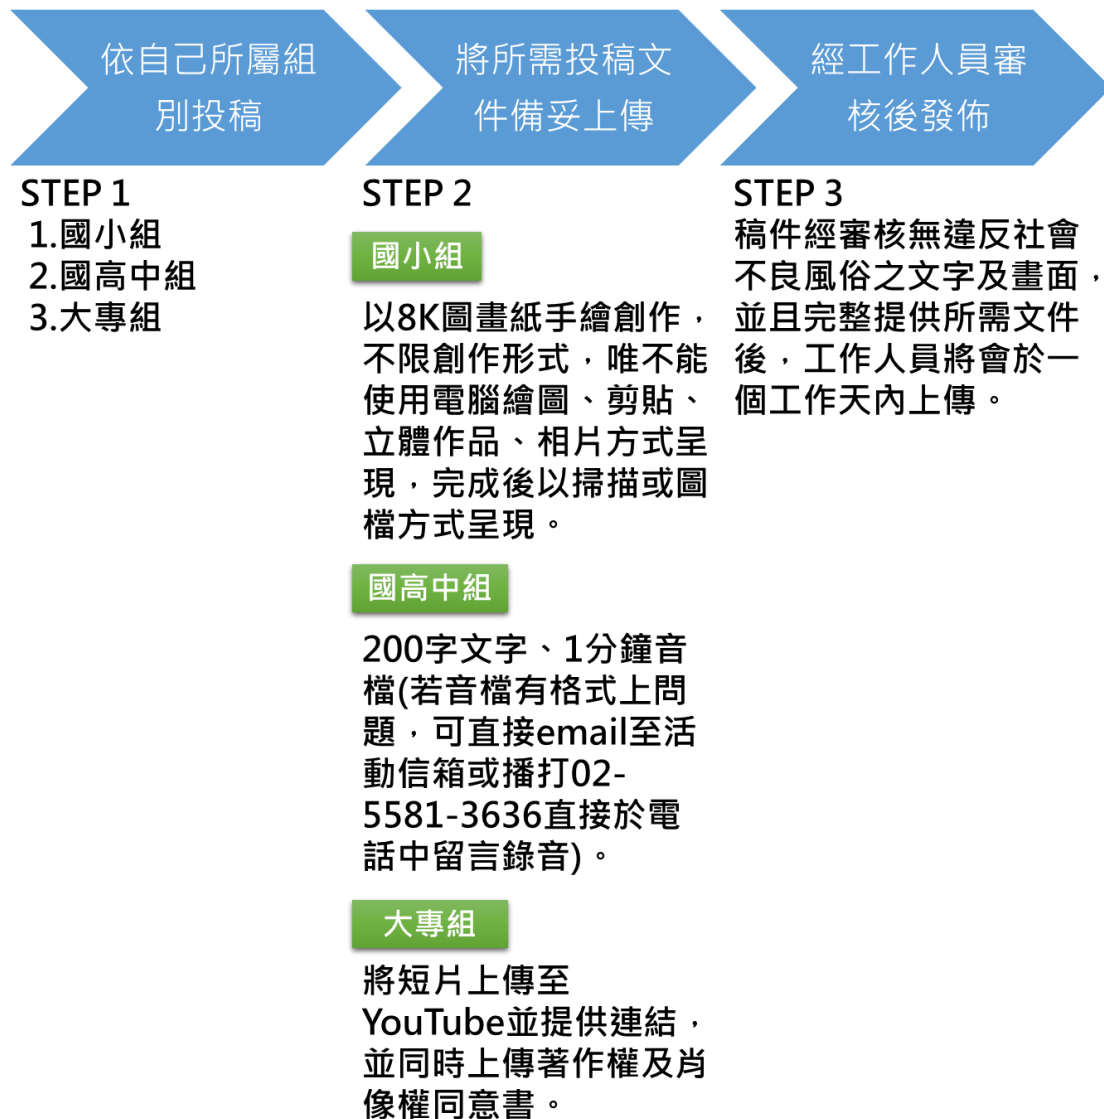 依自己所屬組
別投稿
將所需投稿文
件備妥上傳
經工作人員審
核後發佈
STEP 1
1.國小組
2.國高中組
3.大專組
STEP 2
國小組
以8K圖畫紙手繪創作，
不限創作形式，唯不能
使用電腦繪圖、剪貼、
立體作品、相片方式呈
現，完成後以掃描或圖
檔方式呈現。
國高中組
200字文字、1分鐘音
檔(若音檔有格式上問
題，可直接email至活
動信箱或播打02-
5581-3636直接於電
話中留言錄音)。
大專組
將短片上傳至
YouTube並提供連結，
並同時上傳著作權及肖
像權同意書。
STEP 3
稿件經審核無違反社會
不良風俗之文字及畫面，
並且完整提供所需文件
後，工作人員將會於一
個工作天內上傳。